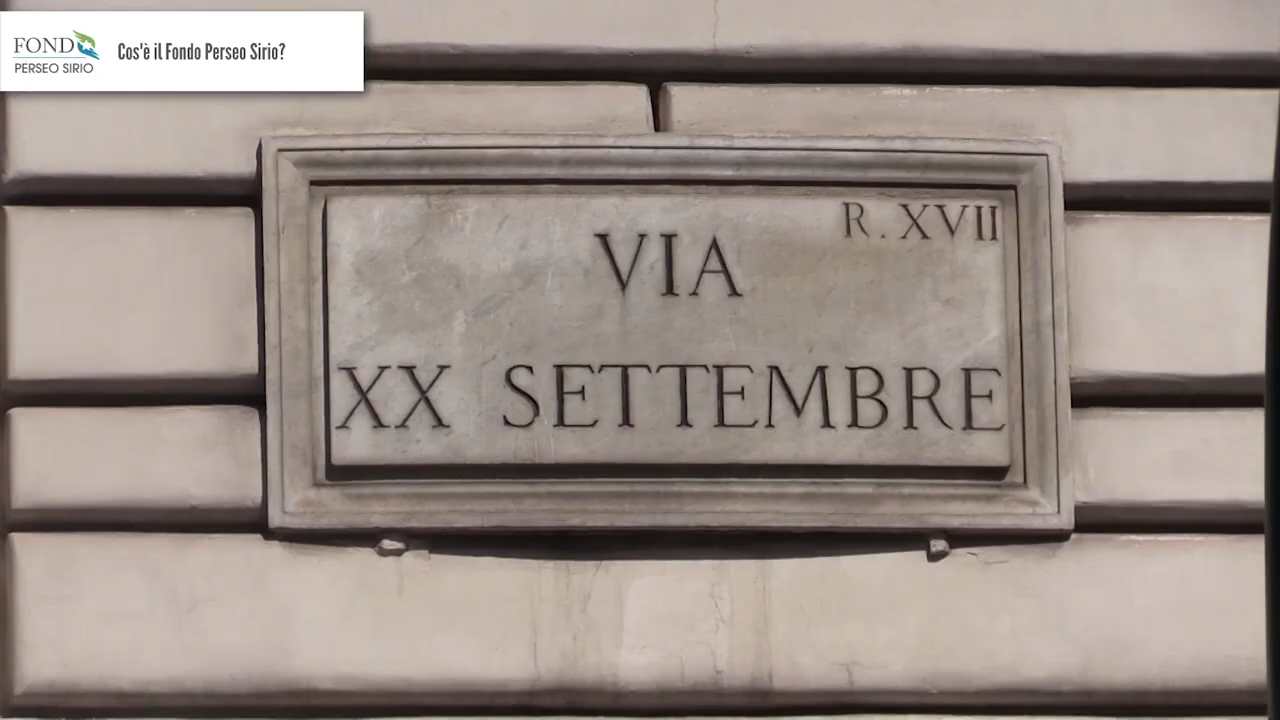 FONDO
PERSEO SIRIO
Cos'è il Fondo Perseo Sirio?
R. XVII
VIA
XX SETTEMBRE